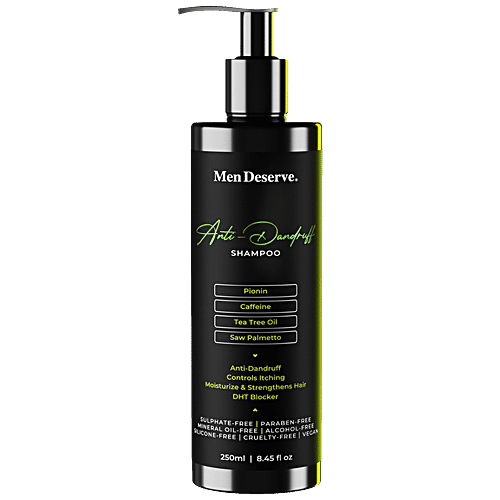 Men Deserve.
Anti-Dandruff
SHAMPOO
Pionin
Caffeine
Tea Tree Oil
Saw Palmetto
Anti-Dandruff
Controls Itching
Moisturize & Strengthens Hair
DHT Blocker
SULPHATE-FREE | PARABEN-FREE
MINERAL OIL-FREE | ALCOHOL-FREE
SILICONE-FREE | CRUELTY-FREE | VEGAN
250ml | 8.45 fl oz